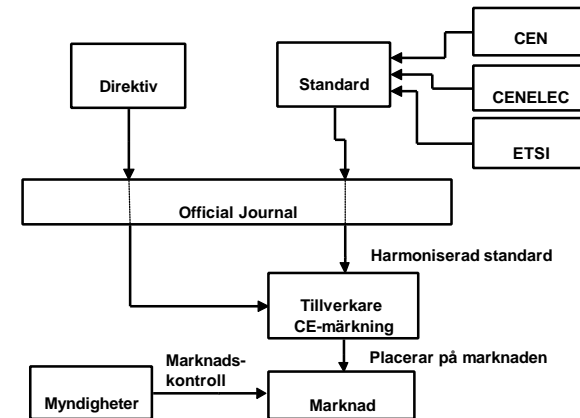 CEN
Direktiv
Standard
CENELEC
ETSI
Official Journal
Harmoniserad standard
Tillverkare
CE-märkning
Marknads-
kontroll
Placerar på marknaden
Myndigheter
Marknad